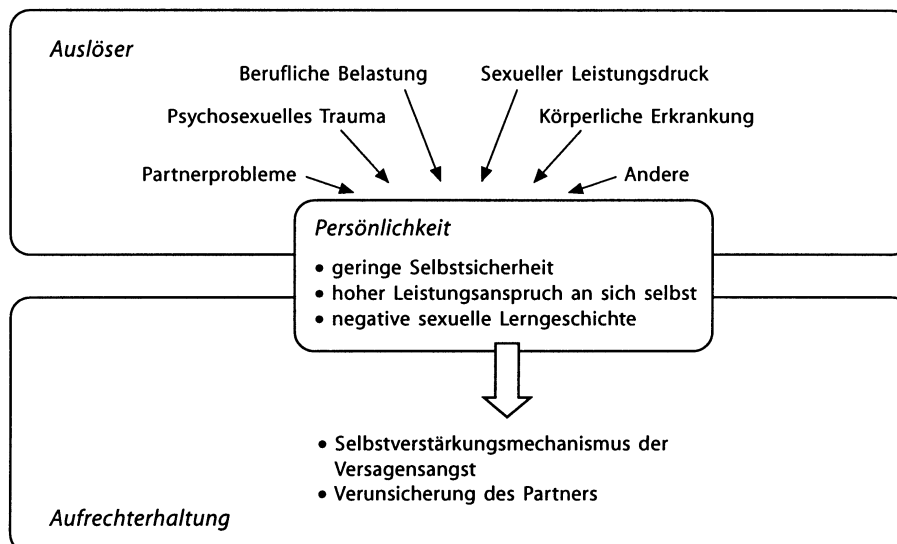 Auslöser
Berufliche Belastung
Sexueller Leistungsdruck
Psychosexuelles Trauma
Körperliche Erkrankung
Partnerprobleme
Andere
Persönlichkeit
• geringe Selbstsicherheit
• hoher Leistungsanspruch an sich selbst
• negative sexuelle Lerngeschichte
• Selbstverstärkungsmechanismus der
Versagensangst
• Verunsicherung des Partners
Aufrechterhaltung